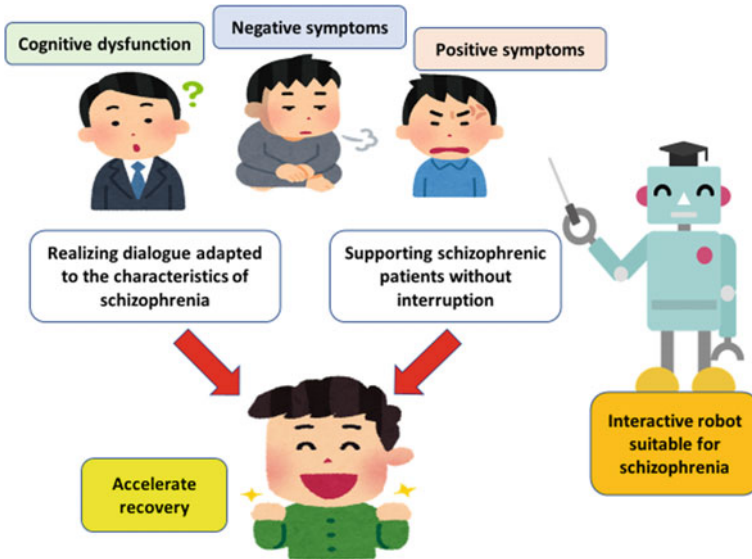 Cognitive dysfunction
Negative symptoms
Positive symptoms
?
Realizing dialogue adapted
to the characteristics of
schizophrenia
Supporting schizophrenic
patients without
interruption
Interactive robot
suitable for
schizophrenia
Accelerate
recovery